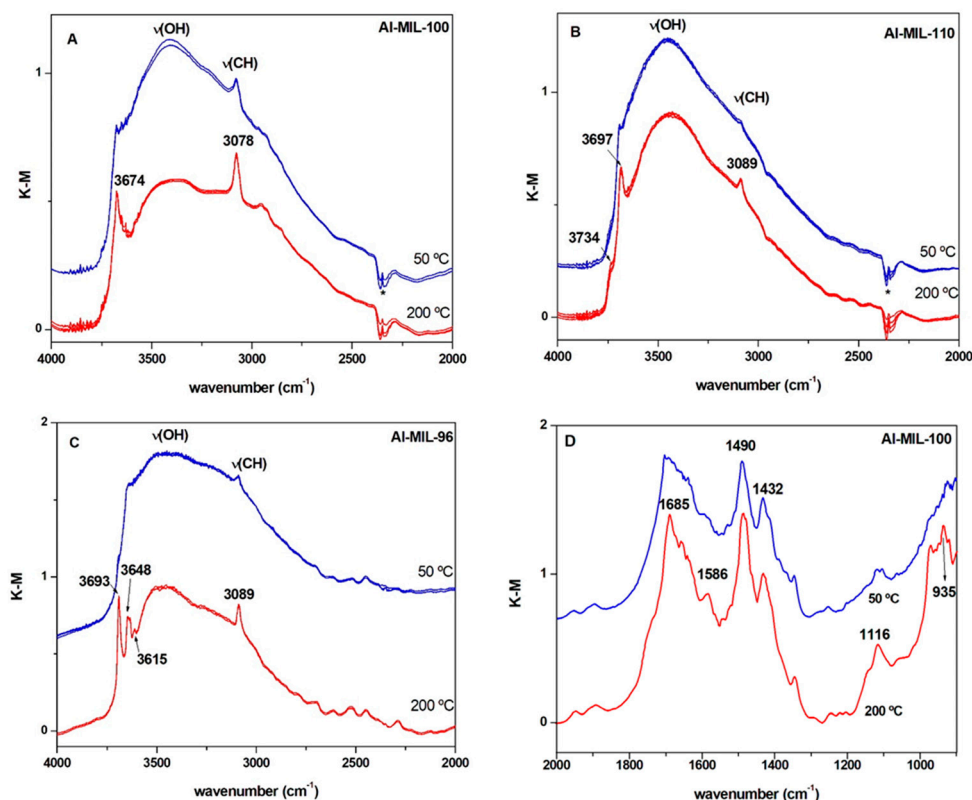 A
Al-MIL-100
ν(OH)
ν(CH)
3674
3078
50 ºC
200 ºC
*
K-M
1
0
4000 3500 3000 2500 2000
wavenumber (cm-1)
B
Al-MIL-110
ν(OH)
ν(CH)
3697
3734
3089
50 ºC
200 ºC
*
K-M
1
0
4000 3500 3000 2500 2000
wavenumber (cm-1)
C
Al-MIL-96
ν(OH)
ν(CH)
3693
3648
3615
3089
50 ºC
200 ºC
K-M
2
1
0
4000 3500 3000 2500 2000
wavenumber (cm-1)
D
Al-MIL-100
1685
1586
1490
1432
1116
935
50 ºC
200 ºC
K-M
2
1
0
2000 1800 1600 1400 1200 1000
wavenumber (cm-1)